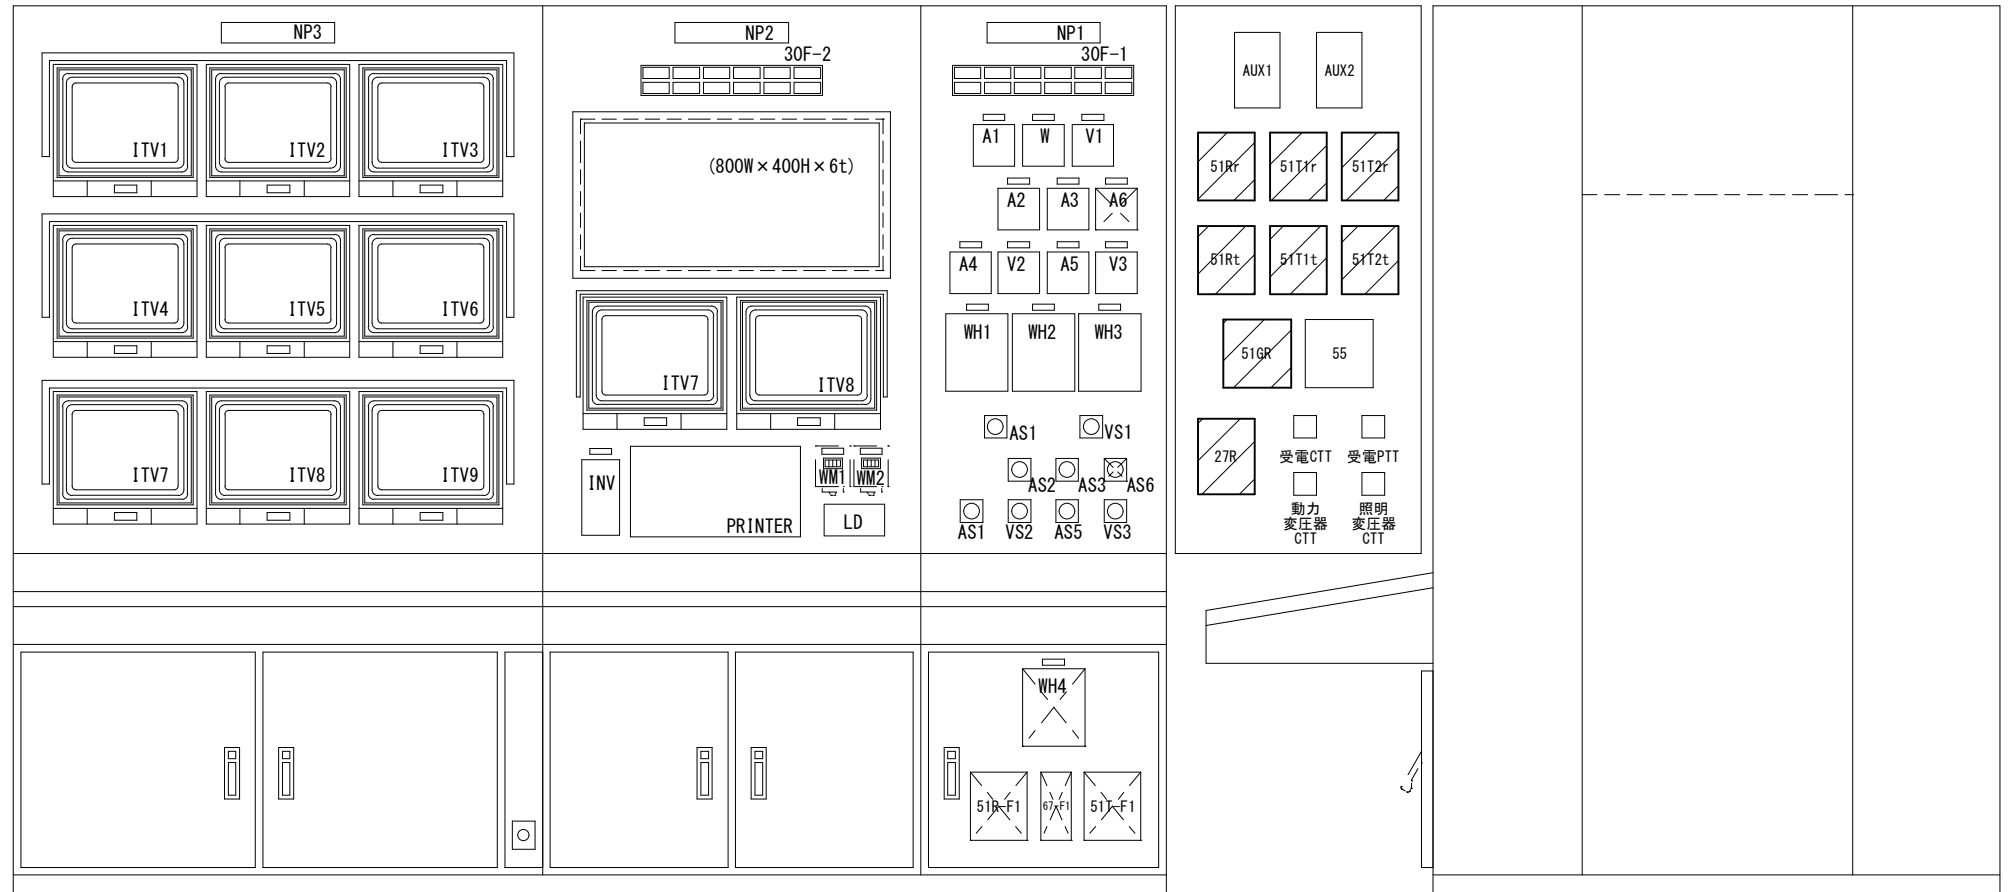 NP3
ITV1
ITV2
ITV3
ITV4
ITV5
ITV6
ITV7
ITV8
ITV9
NP2
30F-2
(800W×400H×6t)
ITV7
ITV8
INV
PRINTER
WM1
WM2
LD
NP1
30F-1
A1
W
V1
A2
A3
A6
A4
V2
A5
V3
WH1
WH2
WH3
AS1
VS1
AS2
AS3
AS6
AS1
VS2
AS5
VS3
WH4
51R-F1
67-F1
51T-F1
AUX1
AUX2
51Rr
51T1r
51T2r
51Rt
51T1t
51T2t
51GR
55
27R
受電CTT
受電PTT
動力
変圧器
CTT
照明
変圧器
CTT